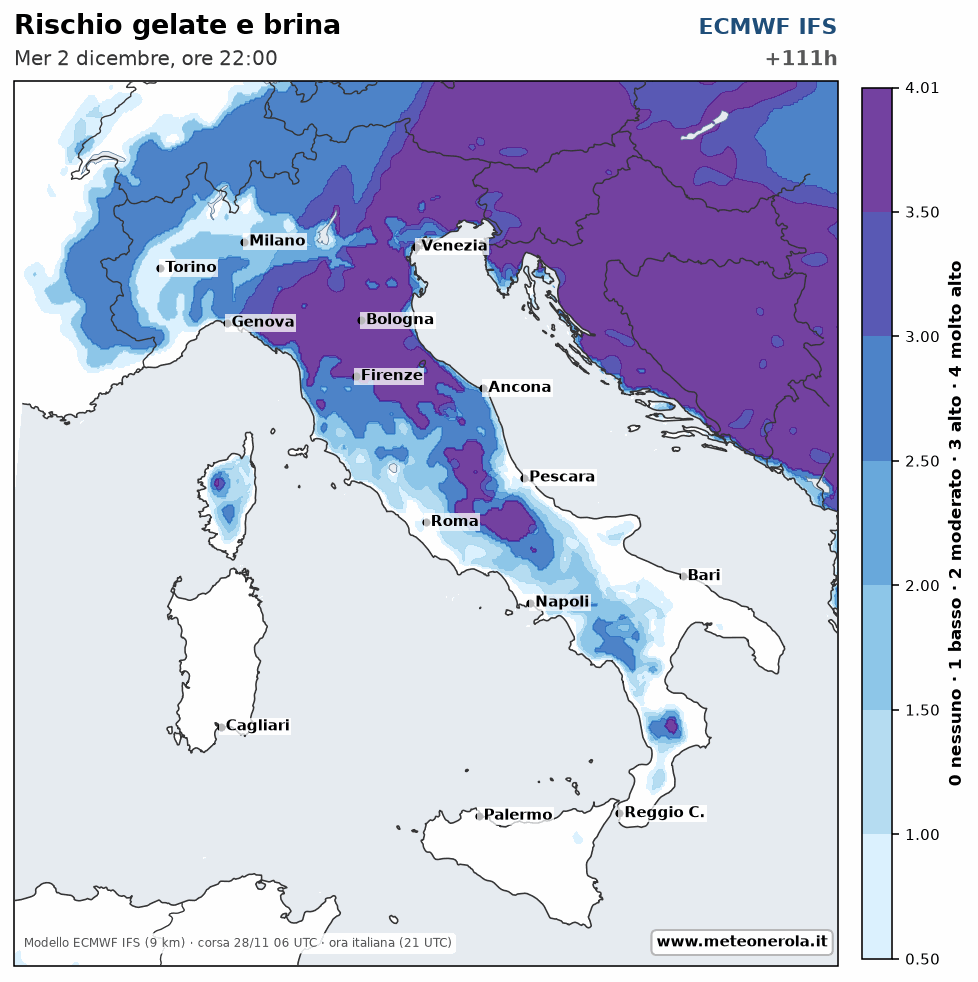 Rischio gelate e brina
ECMWF IFS
Mer 2 dicembre, ore 22:00
+111h
Milano
Venezia
Torino
Genova
Bologna
Firenze
Ancona
Pescara
Roma
Bari
Napoli
Cagliari
Palermo
Reggio C.
4.01
3.50
3.00
2.50
2.00
1.50
1.00
0.50
0 nessuno · 1 basso · 2 moderato · 3 alto · 4 molto alto
Modello ECMWF IFS (9 km) · corsa 28/11 06 UTC · ora italiana (21 UTC)
www.meteonerola.it